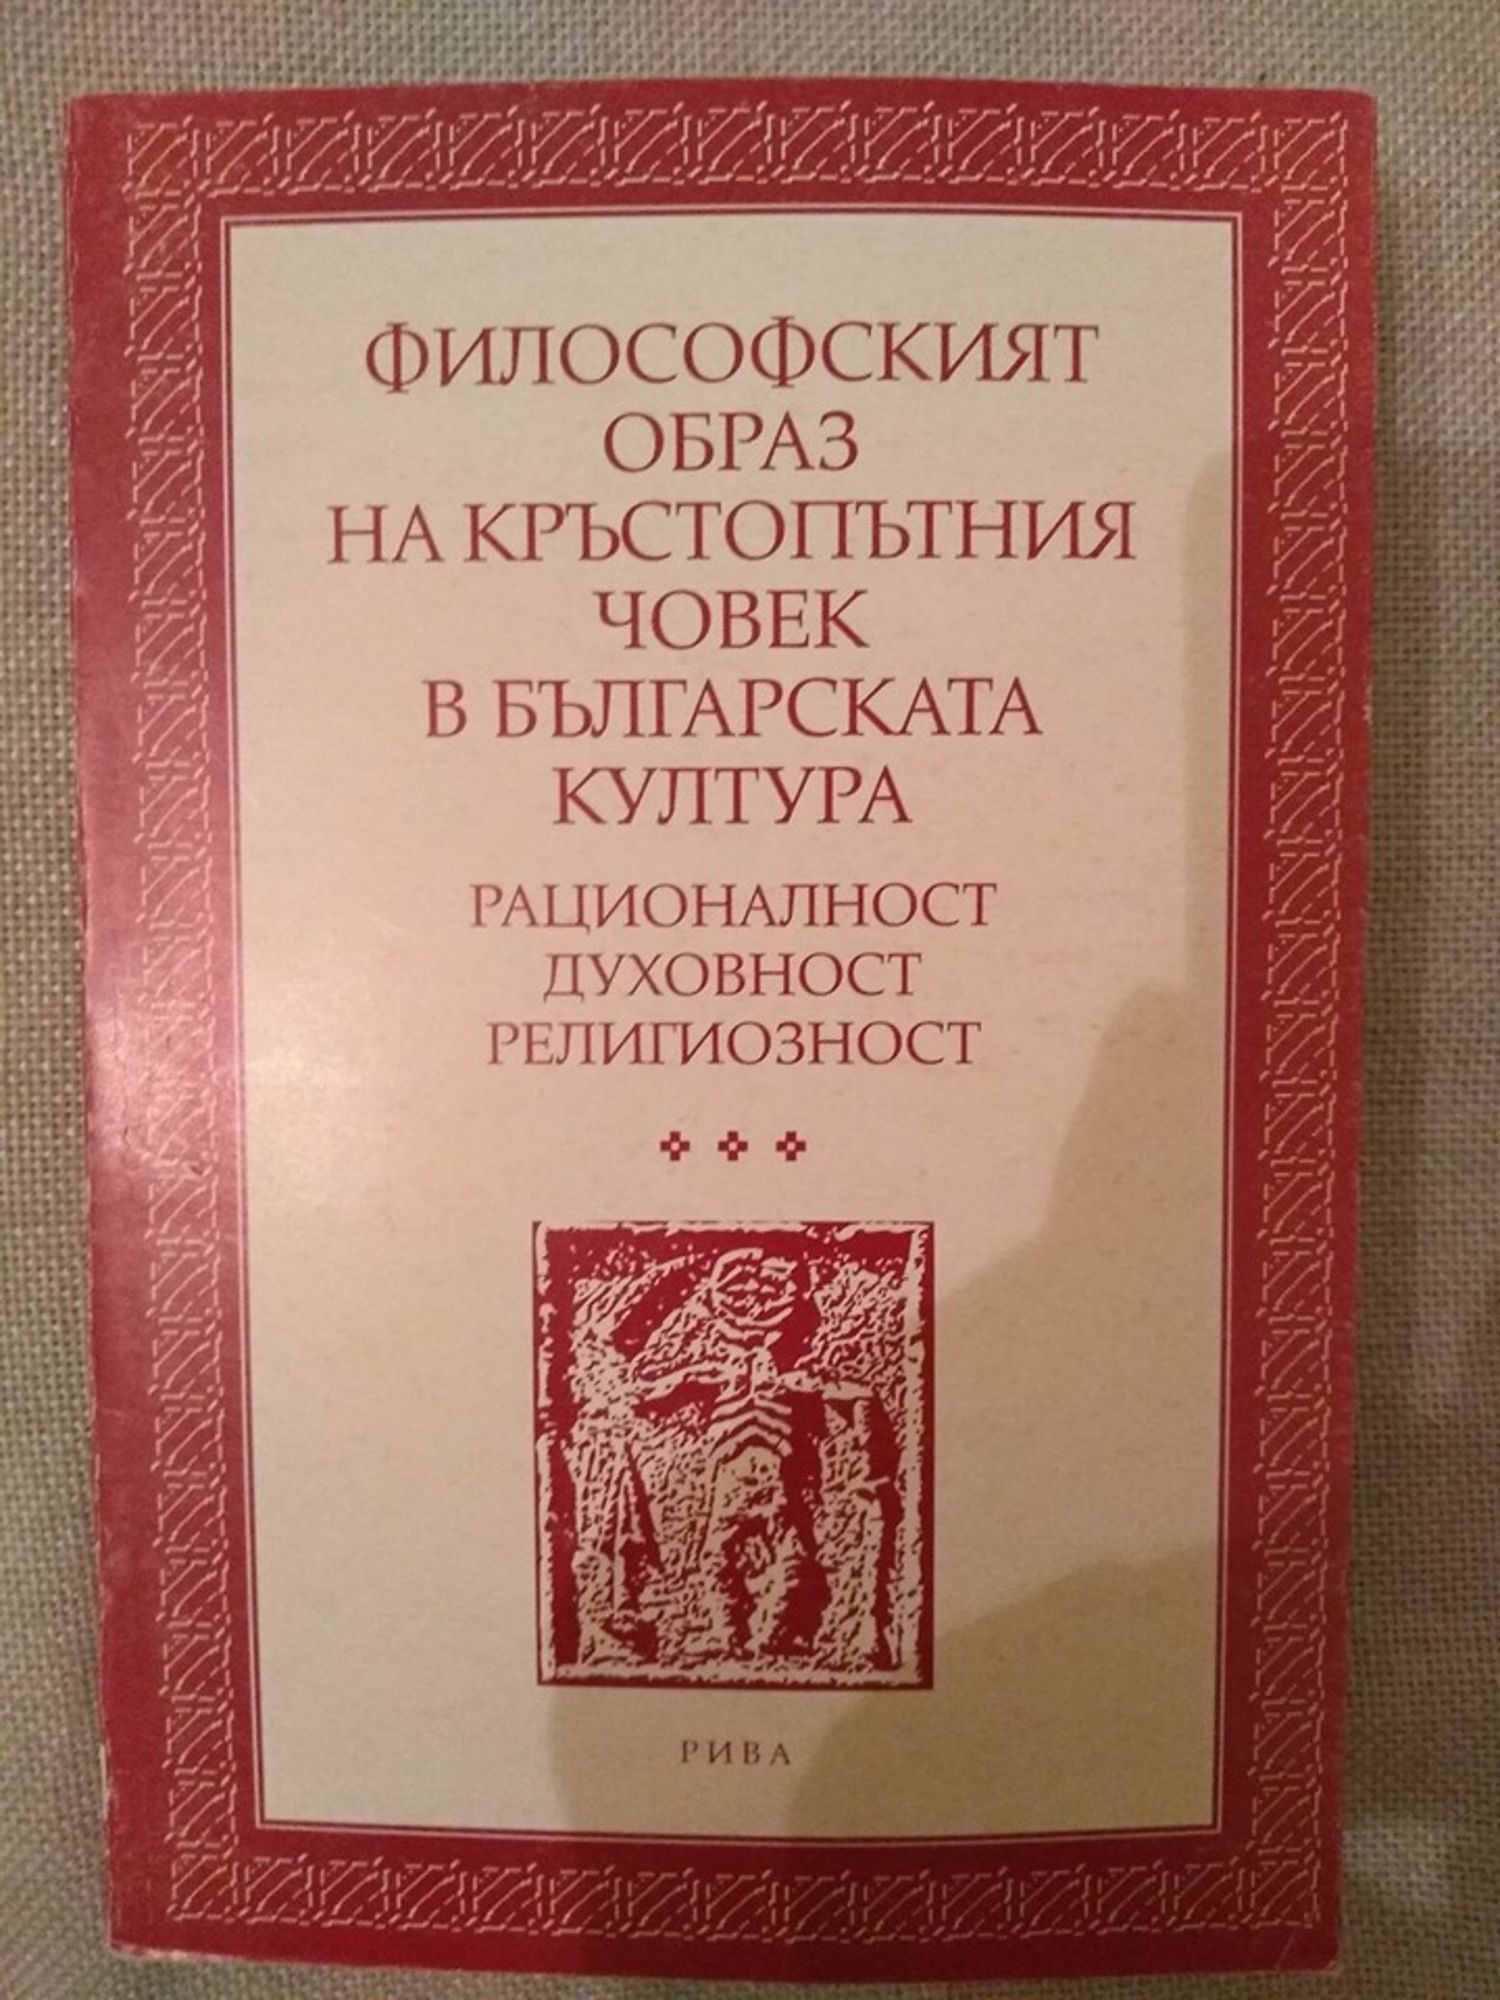 ФИЛОСОФСКИЯТ
ОБРАЗ
НА КРЪСТОПЪТНИЯ
ЧОВЕК
В БЪЛГАРСКАТА
КУЛТУРА
РАЦИОНАЛНОСТ
ДУХОВНОСТ
РЕЛИГИОЗНОСТ
РИВА